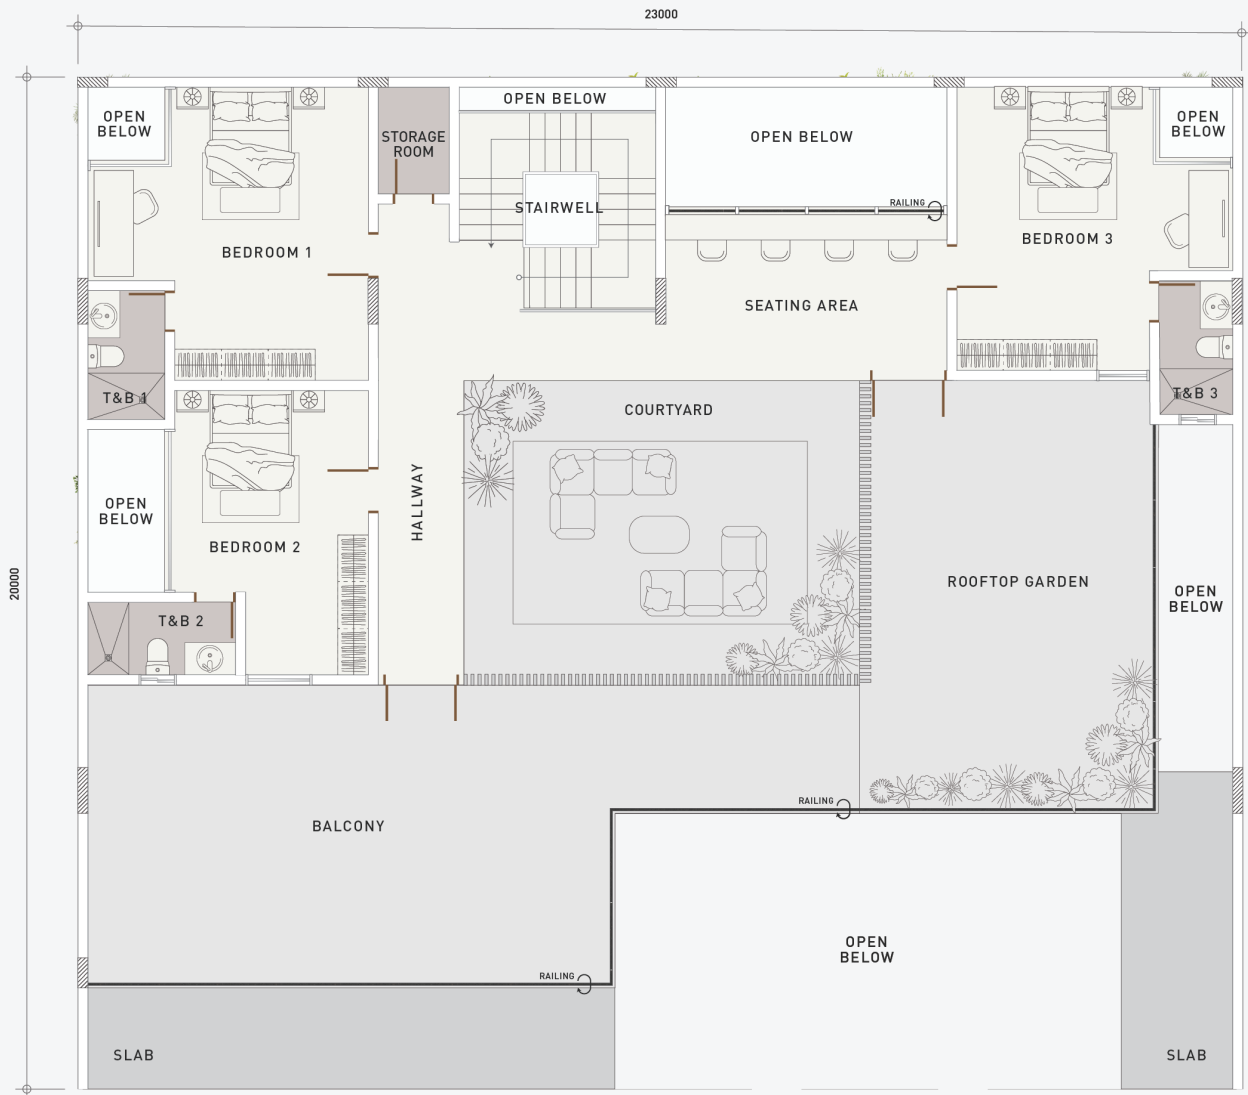 23000
OPEN BELOW
OPEN
BELOW
STORAGE
ROOM
OPEN BELOW
OPEN
BELOW
STAIRWELL
RAILING
BEDROOM 1
BEDROOM 3
SEATING AREA
T&B 1
T&B 3
COURTYARD
HALLWAY
OPEN
BELOW
BEDROOM 2
20000
ROOFTOP GARDEN
OPEN
BELOW
T&B 2
RAILING
BALCONY
OPEN
BELOW
RAILING
SLAB
SLAB